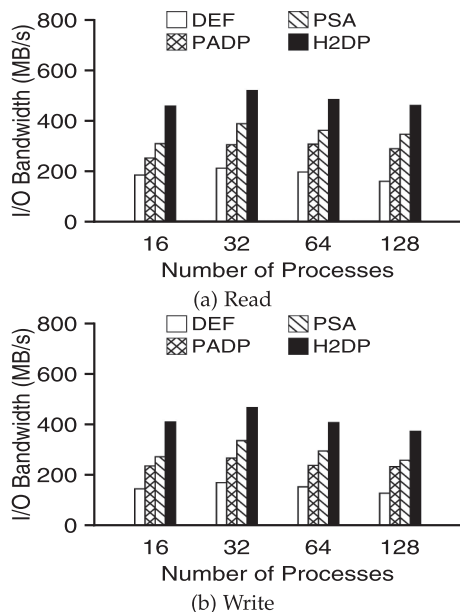 I/O Bandwidth (MB/s)
800
600
400
200
0
DEF PSA
PADP H2DP
16 32 64 128
Number of Processes
(a) Read
I/O Bandwidth (MB/s)
800
600
400
200
0
DEF PSA
PADP H2DP
16 32 64 128
Number of Processes
(b) Write